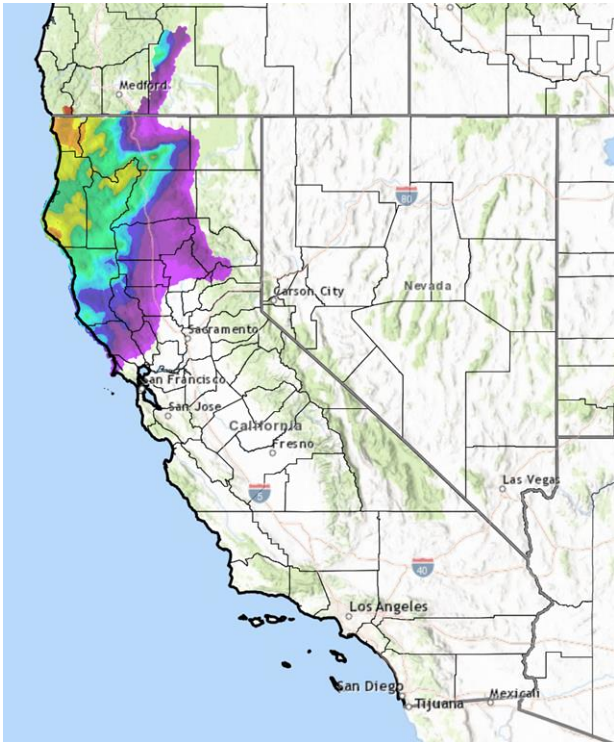 Medford
80
Carson City
Nevada
Sacramento
San Francisco
San Jose
California
Fresno
Las Vegas
5
40
Los Angeles
San Diego
Tijuana
Mexicali